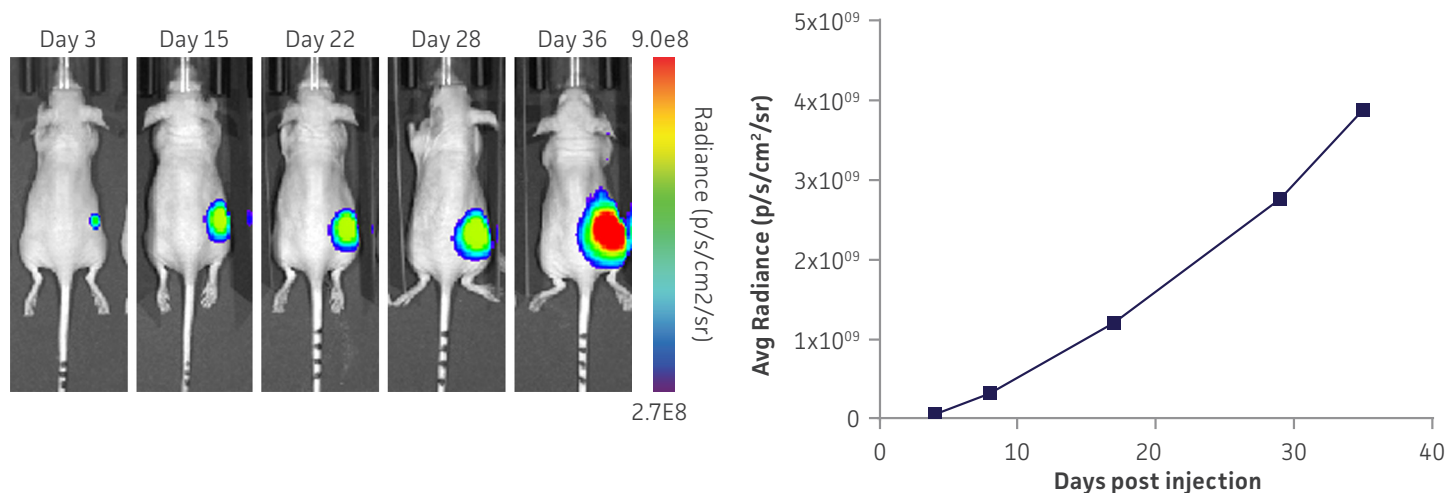 Day 3
Day 15
Day 22
Day 28
Day 36
9.0e8
Radiance (p/s/cm2/sr)
2.7E8
Avg Radiance (p/s/cm²/sr)
5x10⁰⁹
4x10⁰⁹
3x10⁰⁹
2x10⁰⁹
1x10⁰⁹
0
0
10
20
30
40
Days post injection